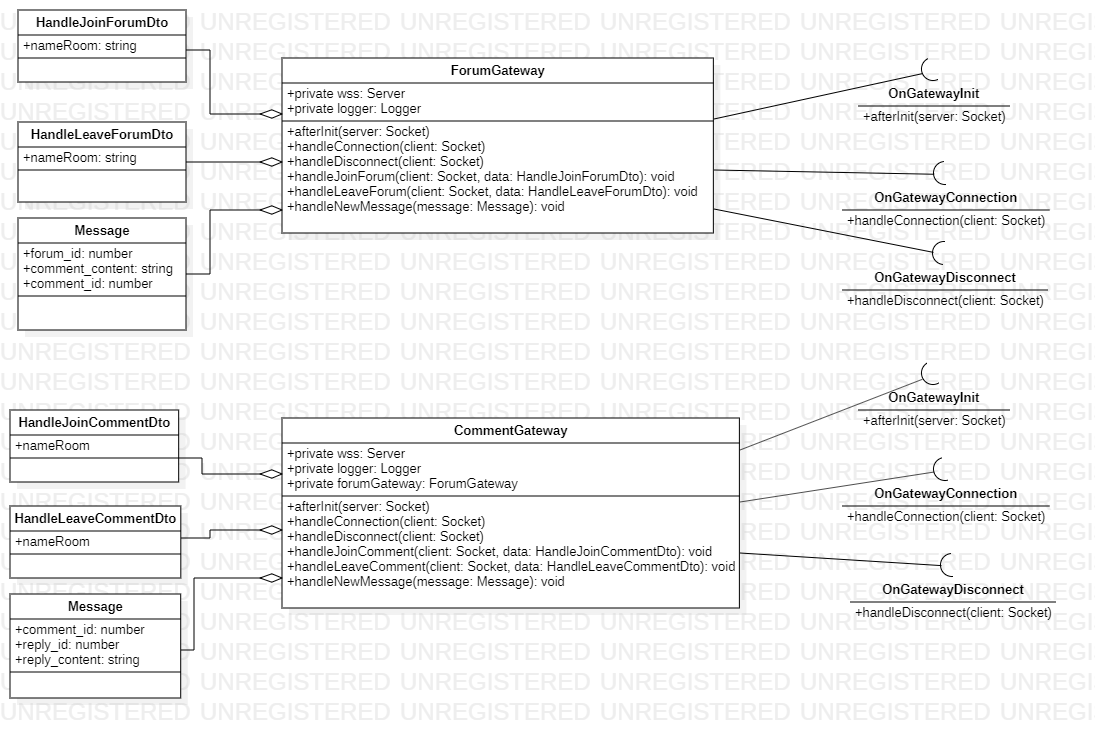 HandleJoinForumDto
+nameRoom: string
HandleLeaveForumDto
+nameRoom: string
Message
+forum_id: number
+comment_content: string
+comment_id: number
ForumGateway
+private wss: Server
+private logger: Logger
+afterInit(server: Socket)
+handleConnection(client: Socket)
+handleDisconnect(client: Socket)
+handleJoinForum(client: Socket, data: HandleJoinForumDto): void
+handleLeaveForum(client: Socket, data: HandleLeaveForumDto): void
+handleNewMessage(message: Message): void
OnGatewayInit
+afterInit(server: Socket)
OnGatewayConnection
+handleConnection(client: Socket)
OnGatewayDisconnect
+handleDisconnect(client: Socket)
HandleJoinCommentDto
+nameRoom
HandleLeaveCommentDto
+nameRoom
Message
+comment_id: number
+reply_id: number
+reply_content: string
CommentGateway
+private wss: Server
+private logger: Logger
+private forumGateway: ForumGateway
+afterInit(server: Socket)
+handleConnection(client: Socket)
+handleDisconnect(client: Socket)
+handleJoinComment(client: Socket, data: HandleJoinCommentDto): void
+handleLeaveComment(client: Socket, data: HandleLeaveCommentDto): void
+handleNewMessage(message: Message): void
OnGatewayInit
+afterInit(server: Socket)
OnGatewayConnection
+handleConnection(client: Socket)
OnGatewayDisconnect
+handleDisconnect(client: Socket)
UNREGISTERED UNREGISTERED UNREGISTERED UNREGISTERED UNREGISTERED UNREGI